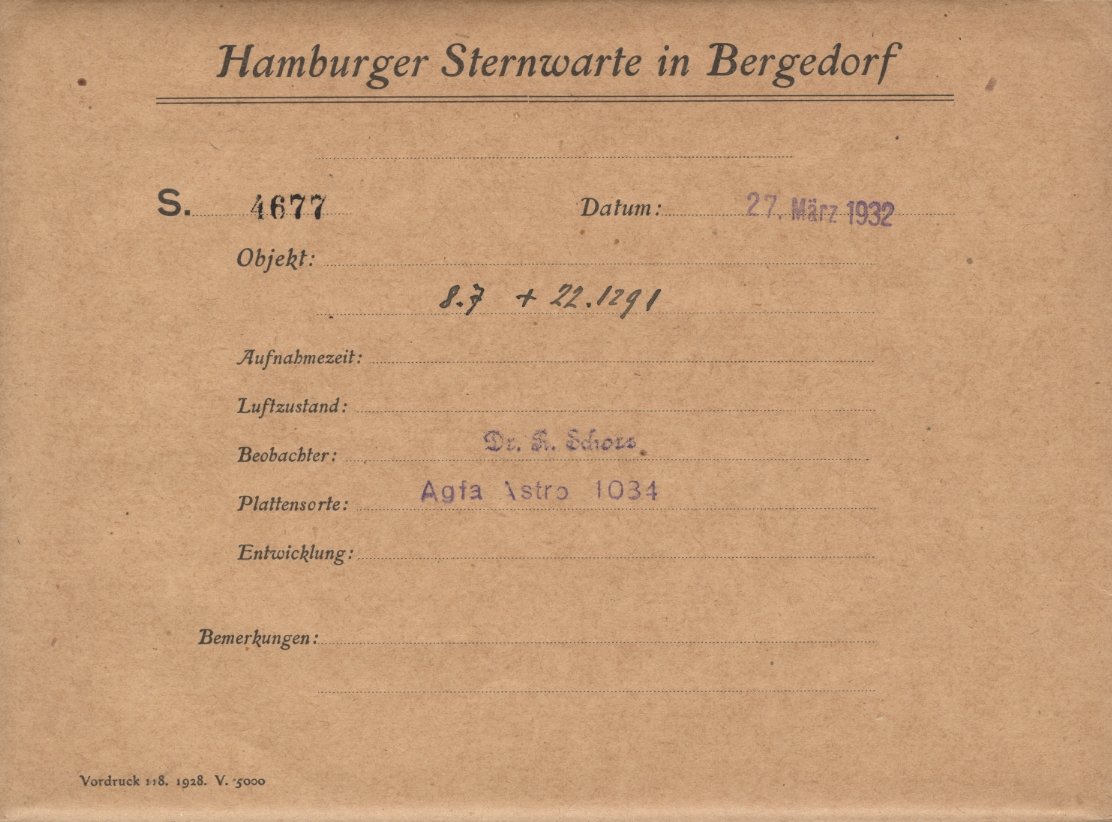 Hamburger Sternwarte in Bergedorf
S. 4677 Datum: 27. März 1932
Objekt:
8.7 + 22.1291
Aufnahmezeit:
Luftzustand:
Beobachter: Dr. K.
Plattensorte: Agfa Astro 1034
Entwicklung:
Bemerkungen:
Vordruck 118. 1928. V. 5000